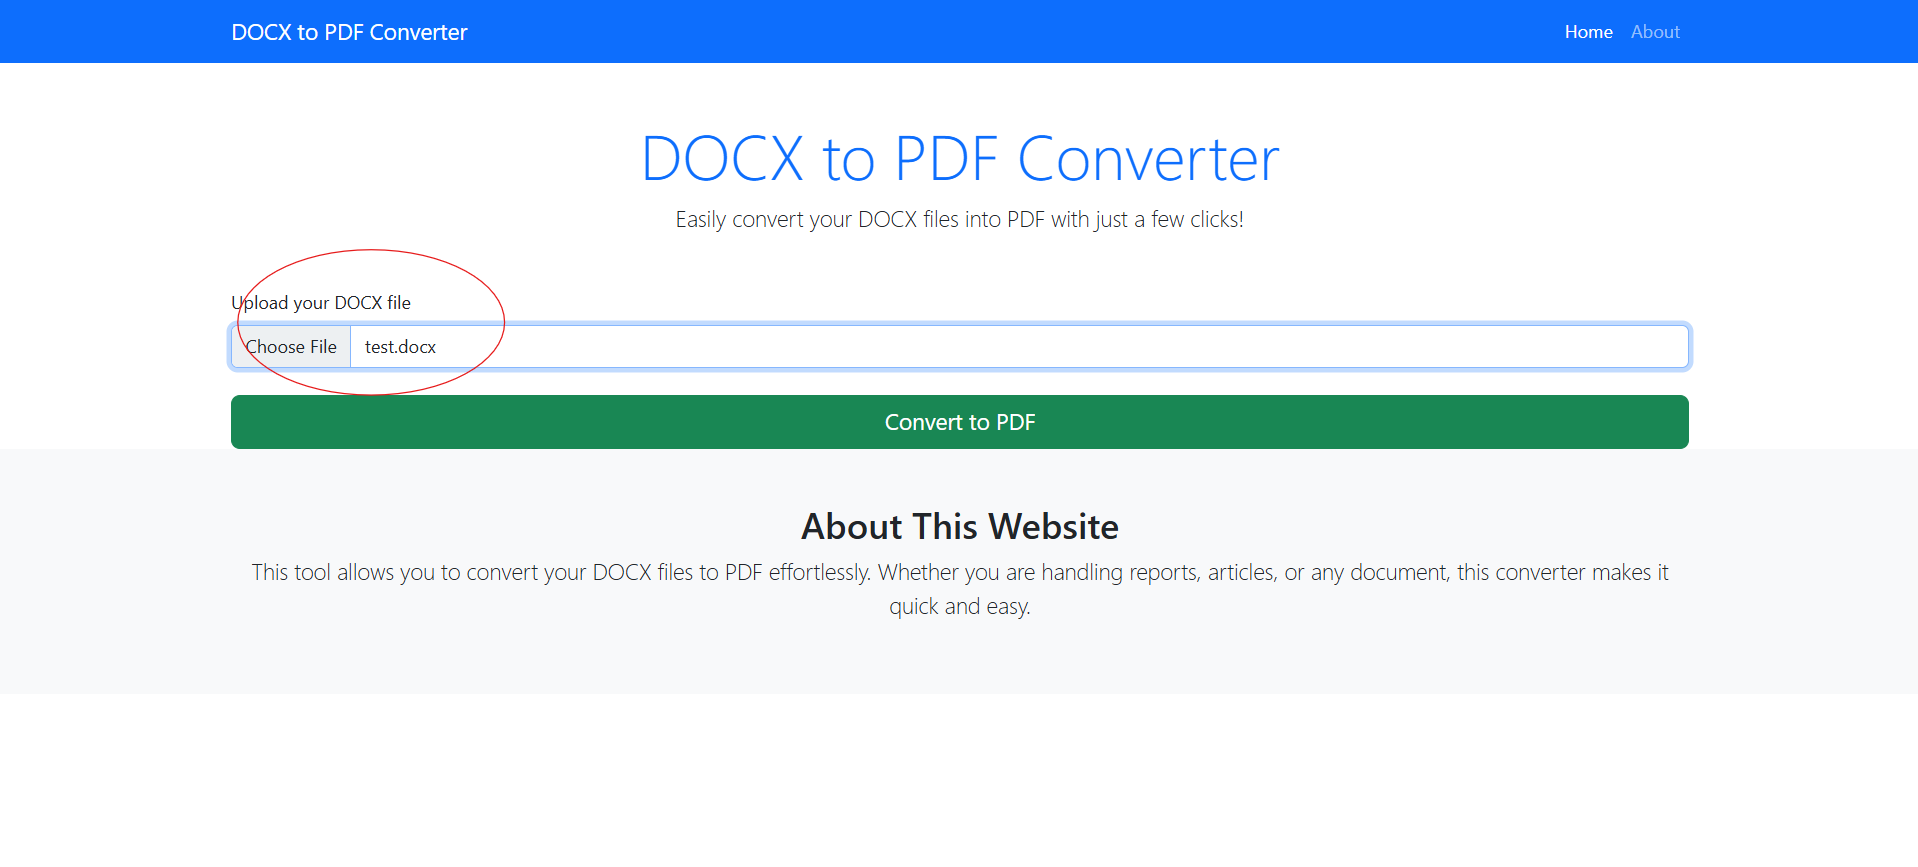 DOCX to PDF Converter
Home About
DOCX to PDF Converter
Easily convert your DOCX files into PDF with just a few clicks!
Upload your DOCX file
Choose File test.docx
Convert to PDF
About This Website
This tool allows you to convert your DOCX files to PDF effortlessly. Whether you are handling reports, articles, or any document, this converter makes it
quick and easy.